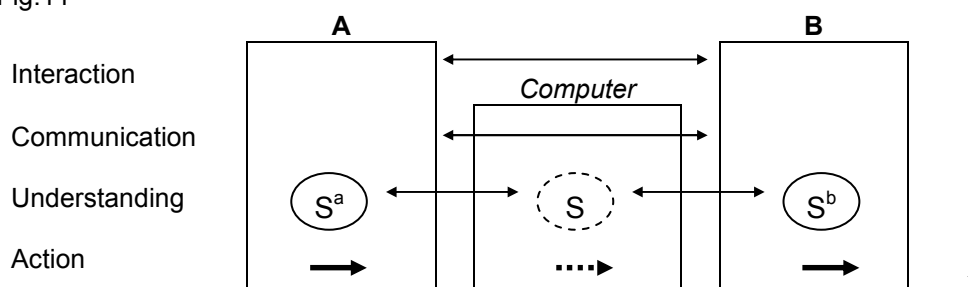 A B
Interaction
Computer
Communication
Understanding Sᵃ S Sᵇ
Action